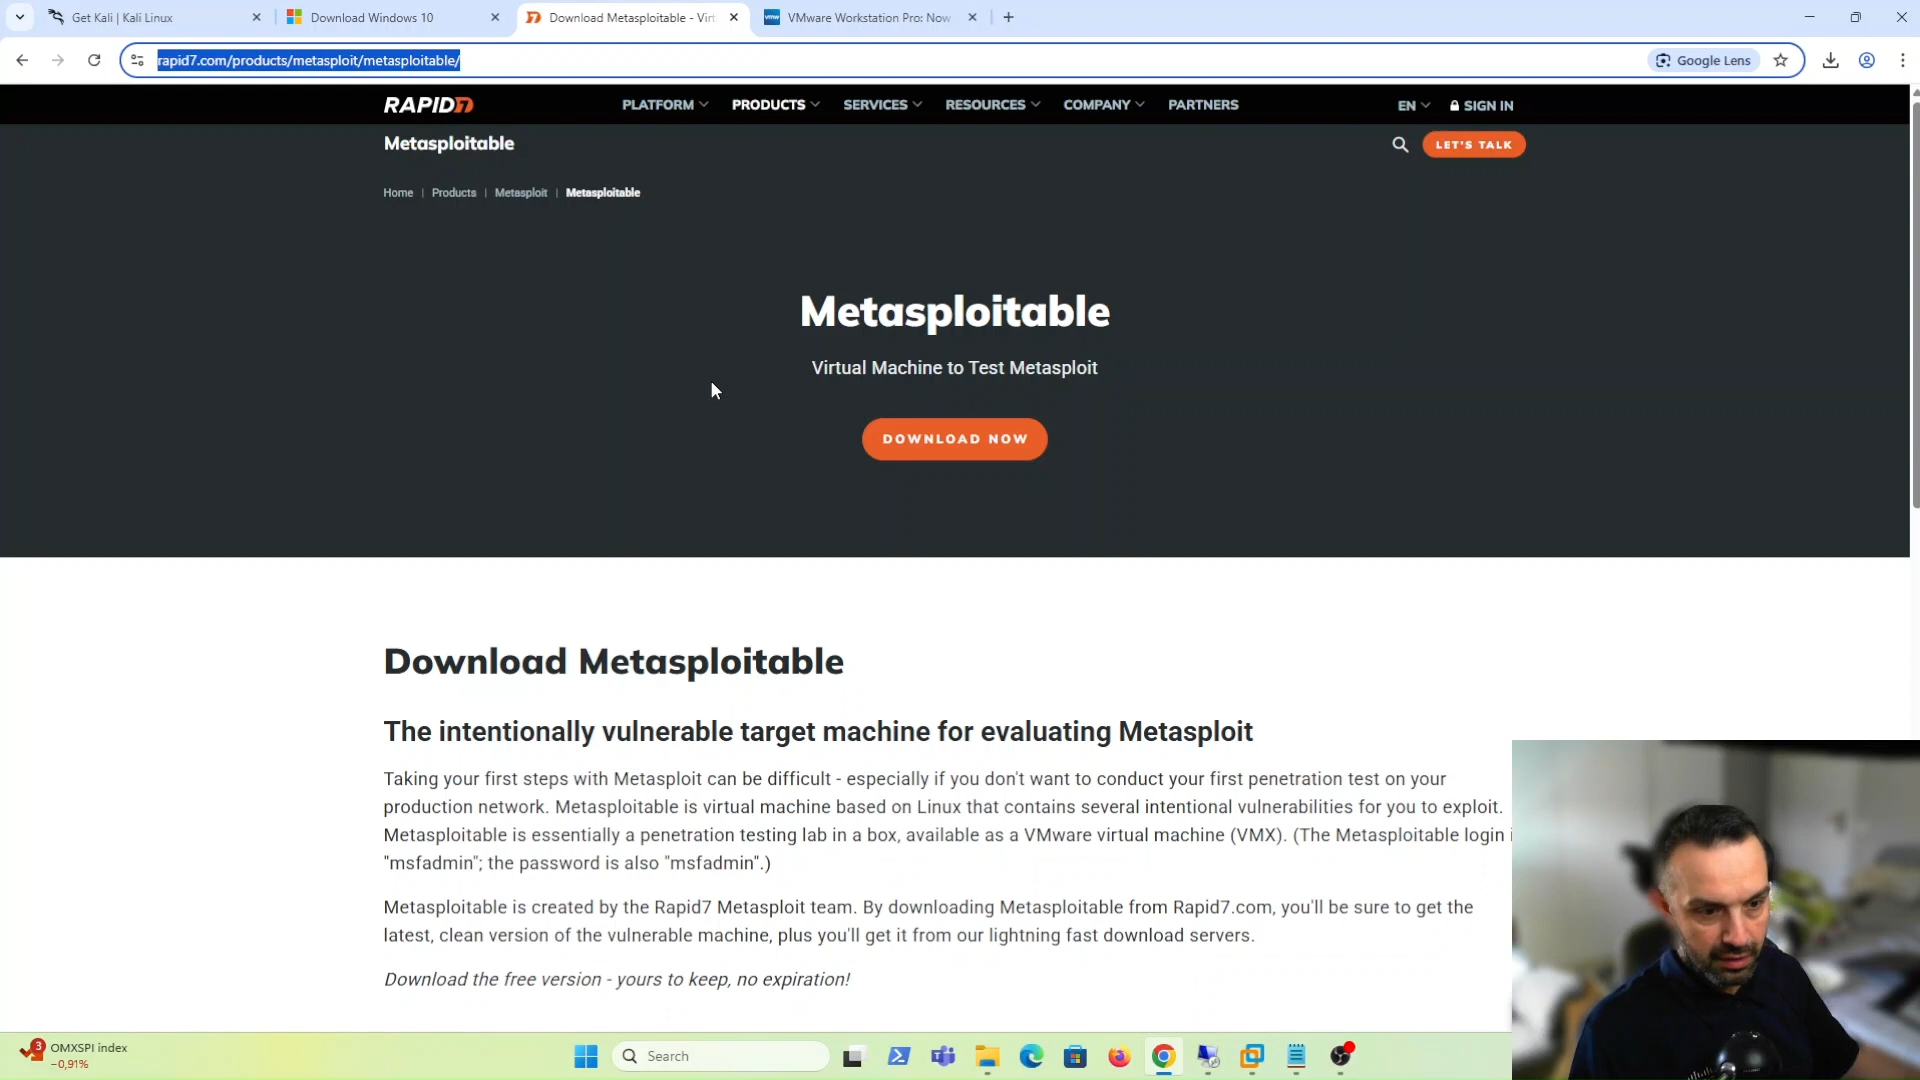 Get Kali | Kali Linux
Download Windows 10
Download Metasploitable - Virt
VMware Workstation Pro: Now
rapid7.com/products/metasploit/metasploitable/
Google Lens
RAPID7
PLATFORM
PRODUCTS
SERVICES
RESOURCES
COMPANY
PARTNERS
EN
SIGN IN
Metasploitable
LET'S TALK
Home | Products | Metasploit | Metasploitable
Metasploitable
Virtual Machine to Test Metasploit
DOWNLOAD NOW
Download Metasploitable
The intentionally vulnerable target machine for evaluating Metasploit
Taking your first steps with Metasploit can be difficult - especially if you don't want to conduct your first penetration test on your
production network. Metasploitable is virtual machine based on Linux that contains several intentional vulnerabilities for you to exploit.
Metasploitable is essentially a penetration testing lab in a box, available as a VMware virtual machine (VMX). (The Metasploitable login i
"msfadmin"; the password is also "msfadmin".)
Metasploitable is created by the Rapid7 Metasploit team. By downloading Metasploitable from Rapid7.com, you'll be sure to get the
latest, clean version of the vulnerable machine, plus you'll get it from our lightning fast download servers.
Download the free version - yours to keep, no expiration!
3
OMXSPI index
−0,91%
Search